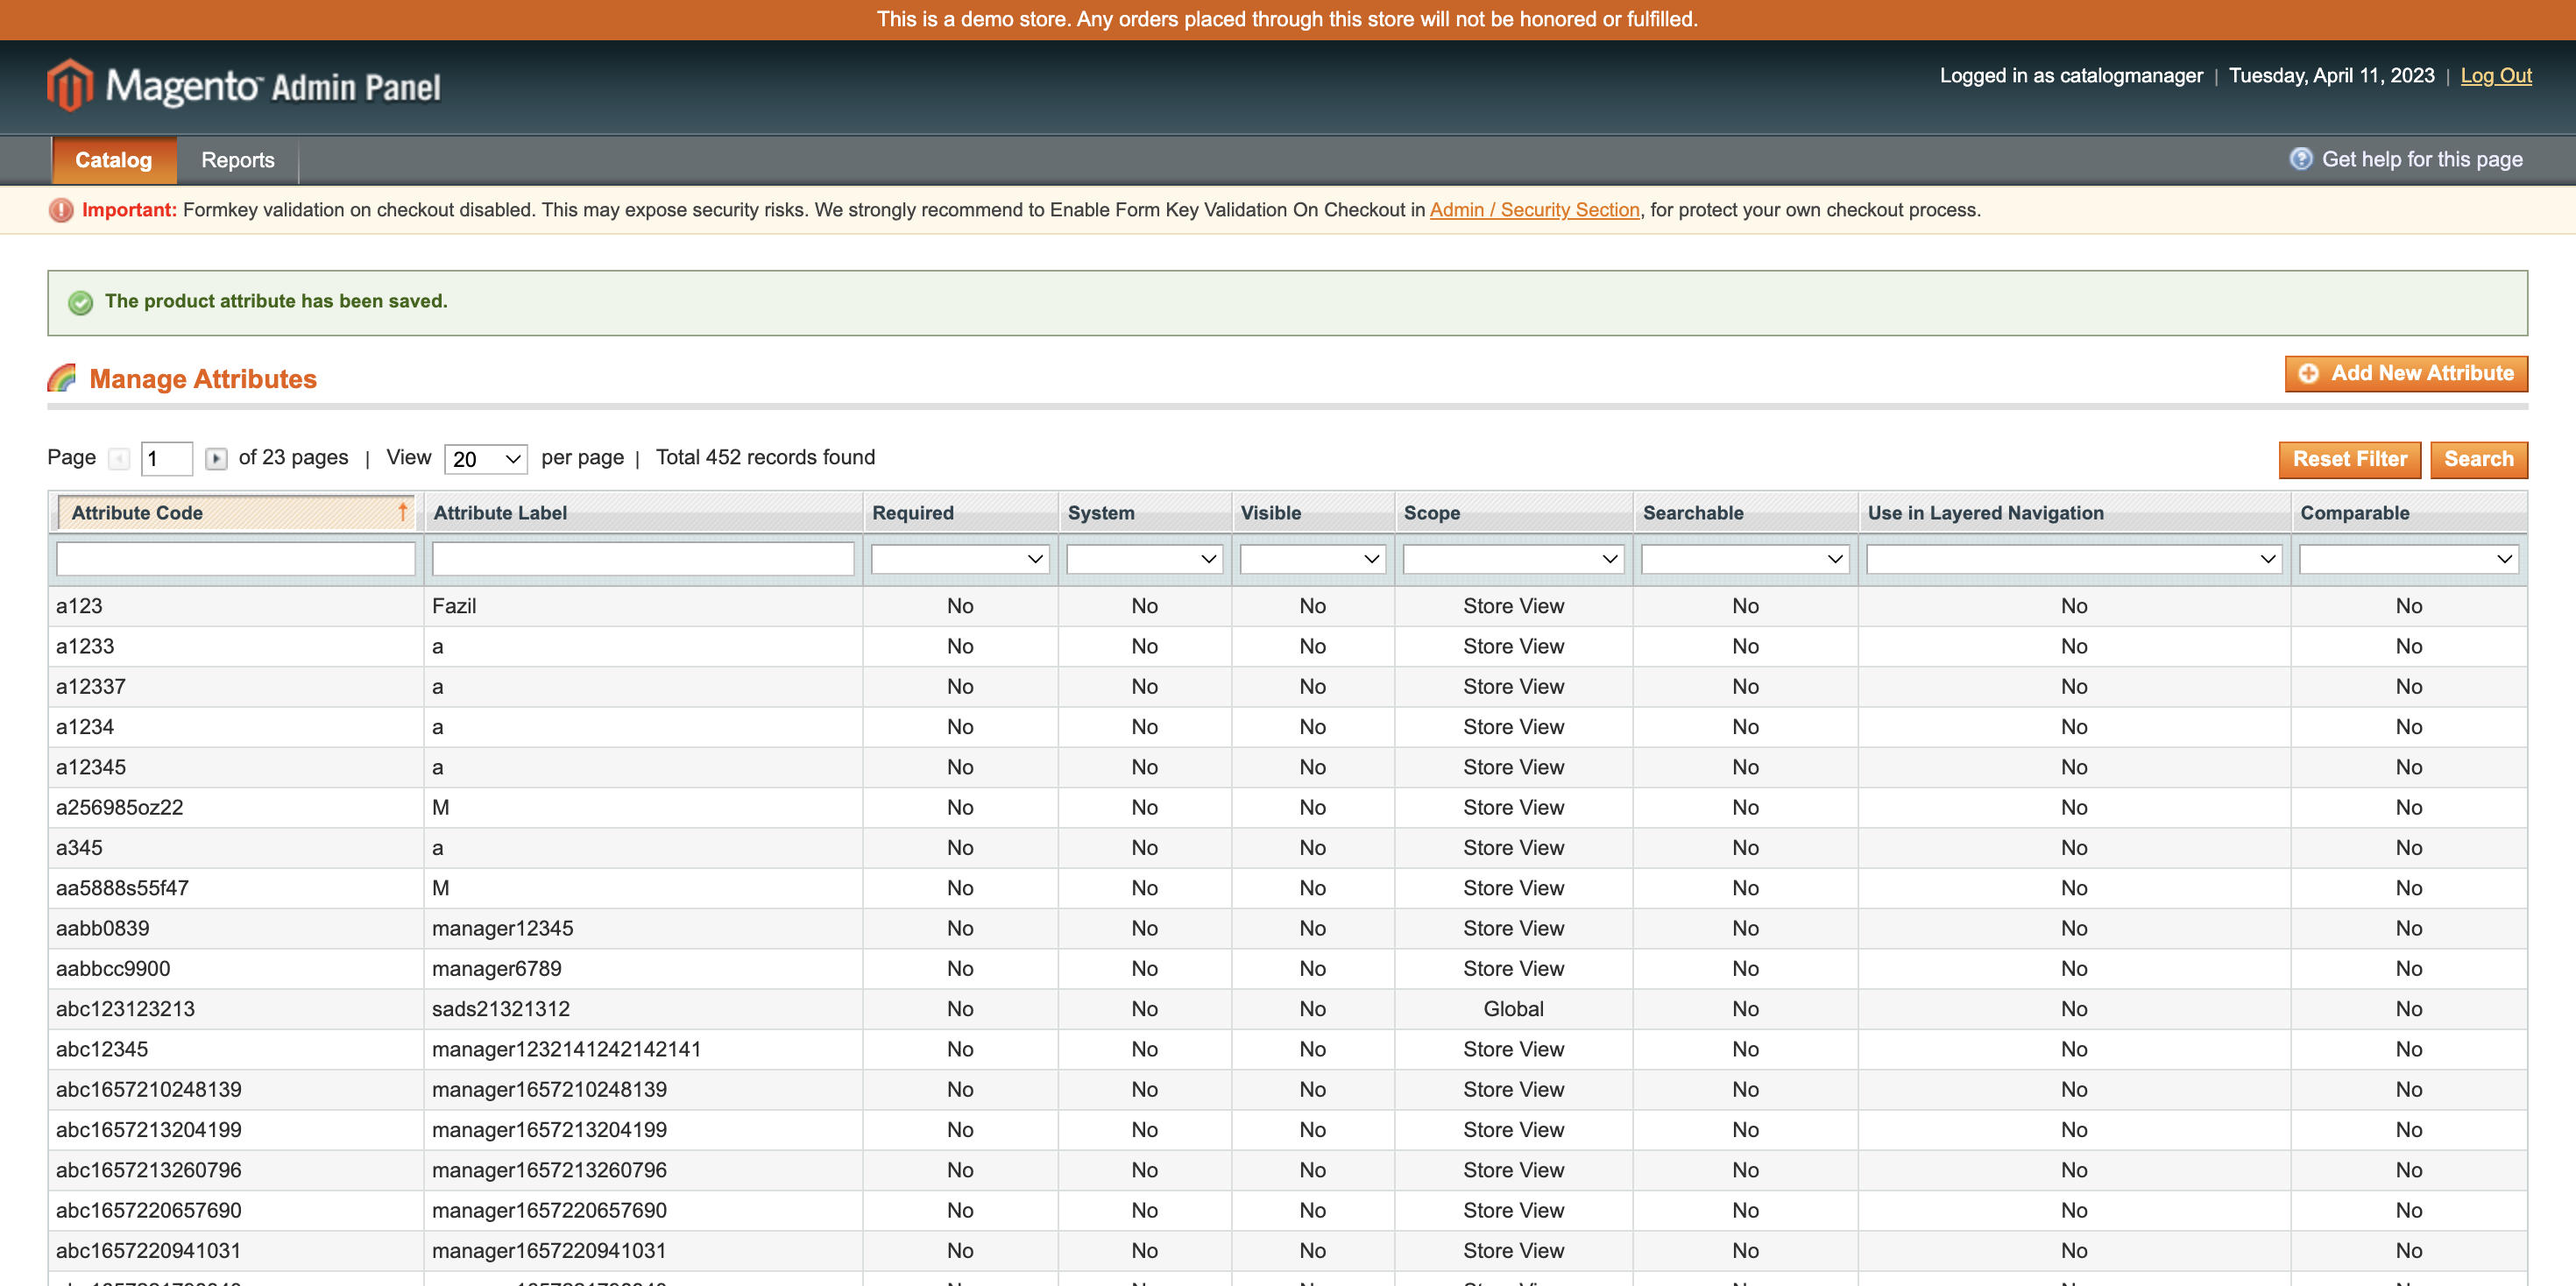 This is a demo store. Any orders placed through this store will not be honored or fulfilled.
Magento™ Admin Panel
Logged in as catalogmanager | Tuesday, April 11, 2023 | Log Out
Catalog Reports Get help for this page
Important: Formkey validation on checkout disabled. This may expose security risks. We strongly recommend to Enable Form Key Validation On Checkout in Admin / Security Section, for protect your own checkout process.
The product attribute has been saved.
Manage Attributes Add New Attribute
Page 1 of 23 pages | View 20 per page | Total 452 records found Reset Filter Search
Attribute Code Attribute Label Required System Visible Scope Searchable Use in Layered Navigation Comparable
a123 Fazil No No No Store View No No No
a1233 a No No No Store View No No No
a12337 a No No No Store View No No No
a1234 a No No No Store View No No No
a12345 a No No No Store View No No No
a256985oz22 M No No No Store View No No No
a345 a No No No Store View No No No
aa5888s55f47 M No No No Store View No No No
aabb0839 manager12345 No No No Store View No No No
aabbcc9900 manager6789 No No No Store View No No No
abc123123213 sads21321312 No No No Global No No No
abc12345 manager1232141242142141 No No No Store View No No No
abc1657210248139 manager1657210248139 No No No Store View No No No
abc1657213204199 manager1657213204199 No No No Store View No No No
abc1657213260796 manager1657213260796 No No No Store View No No No
abc1657220657690 manager1657220657690 No No No Store View No No No
abc1657220941031 manager1657220941031 No No No Store View No No No